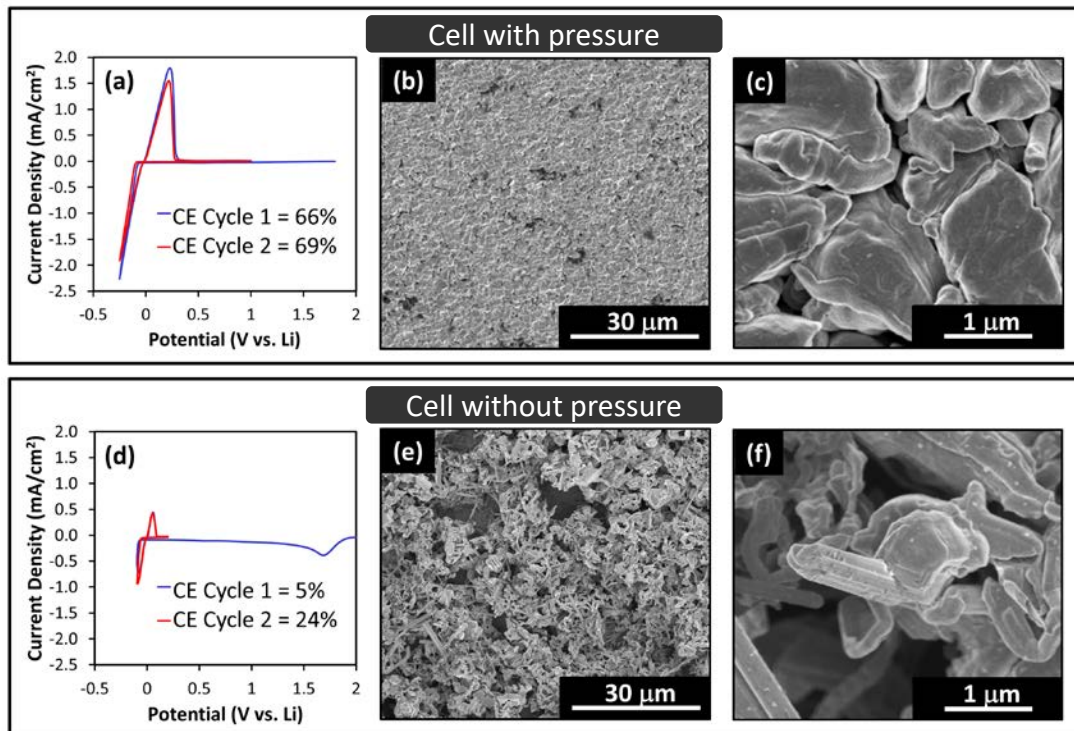 Cell with pressure
(a)
2.0
1.5
1.0
0.5
0.0
-0.5
-1.0
-1.5
-2.0
-2.5
Current Density (mA/cm²)
CE Cycle 1 = 66%
CE Cycle 2 = 69%
-0.5 0 0.5 1 1.5 2
Potential (V vs. Li)
(b)
30 μm
(c)
1 μm
Cell without pressure
(d)
2.0
1.5
1.0
0.5
0.0
-0.5
-1.0
-1.5
-2.0
-2.5
Current Density (mA/cm²)
CE Cycle 1 = 5%
CE Cycle 2 = 24%
-0.5 0 0.5 1 1.5 2
Potential (V vs. Li)
(e)
30 μm
(f)
1 μm